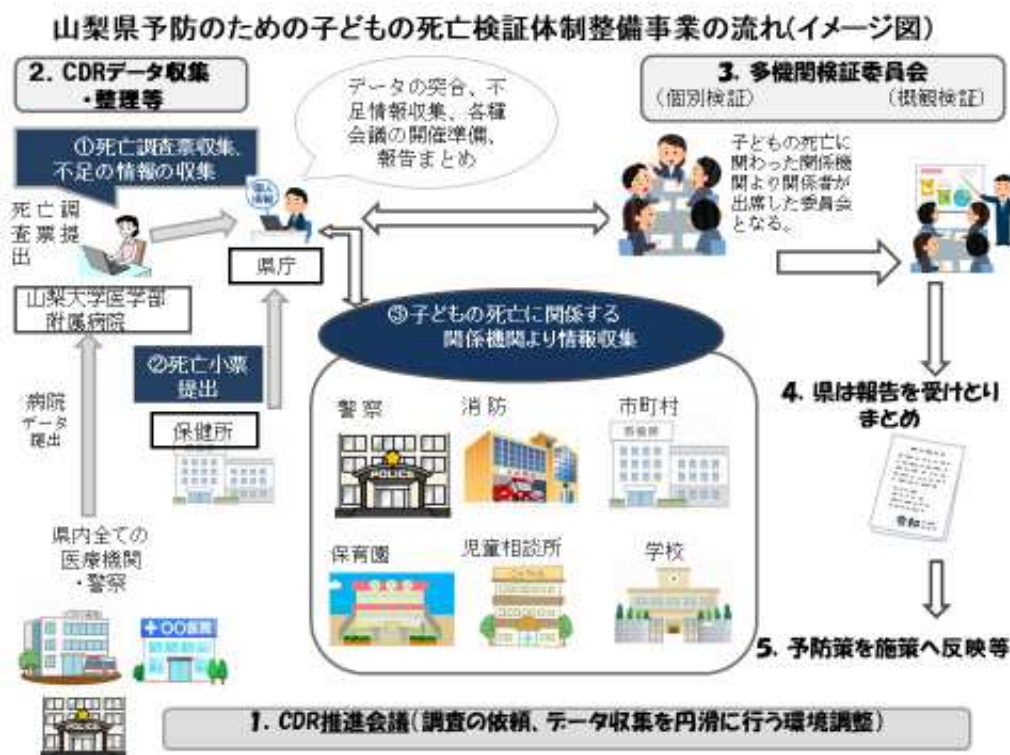 山梨県予防のための子どもの死亡検証体制整備事業の流れ(イメージ図)
2. CDRデータ収集
・整理等
①死亡調査票収集、
不足の情報の収集
死亡調
査票提
出
山梨大学医学部
附属病院
病院
データ
提出
県内全ての
医療機関
・警察
OO医院
データの突合、不
足情報収集、各種
会議の開催準備、
報告まとめ
県庁
②死亡小票
提出
保健所
3. 多機関検証委員会
(個別検証)
(概観検証)
子どもの死亡に
関わった関係機
関より関係者が
出席した委員会
となる。
③子どもの死亡に関係する
関係機関より情報収集
警察
消防
市町村
POLICE
保育園
児童相談所
学校
4. 県は報告を受けとり
まとめ
5. 予防策を施策へ反映等
1. CDR推進会議(調査の依頼、データ収集を円滑に行う環境調整)